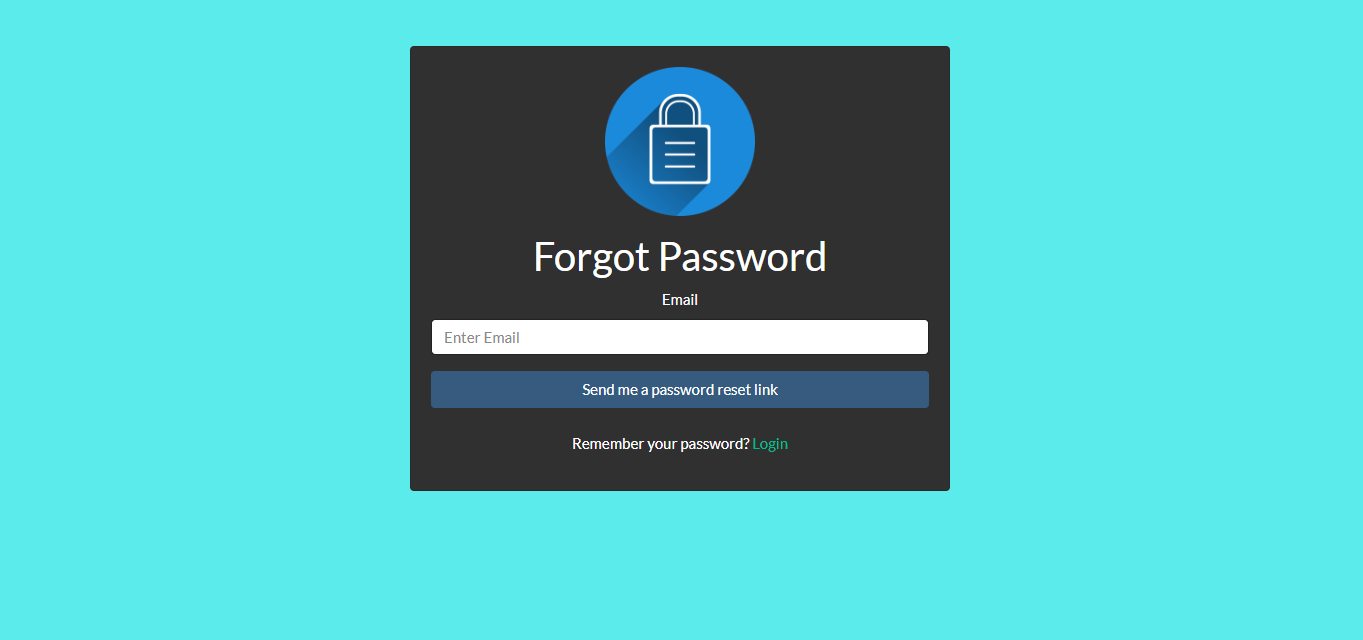 Forgot Password
Email
Enter Email
Send me a password reset link
Remember your password? Login